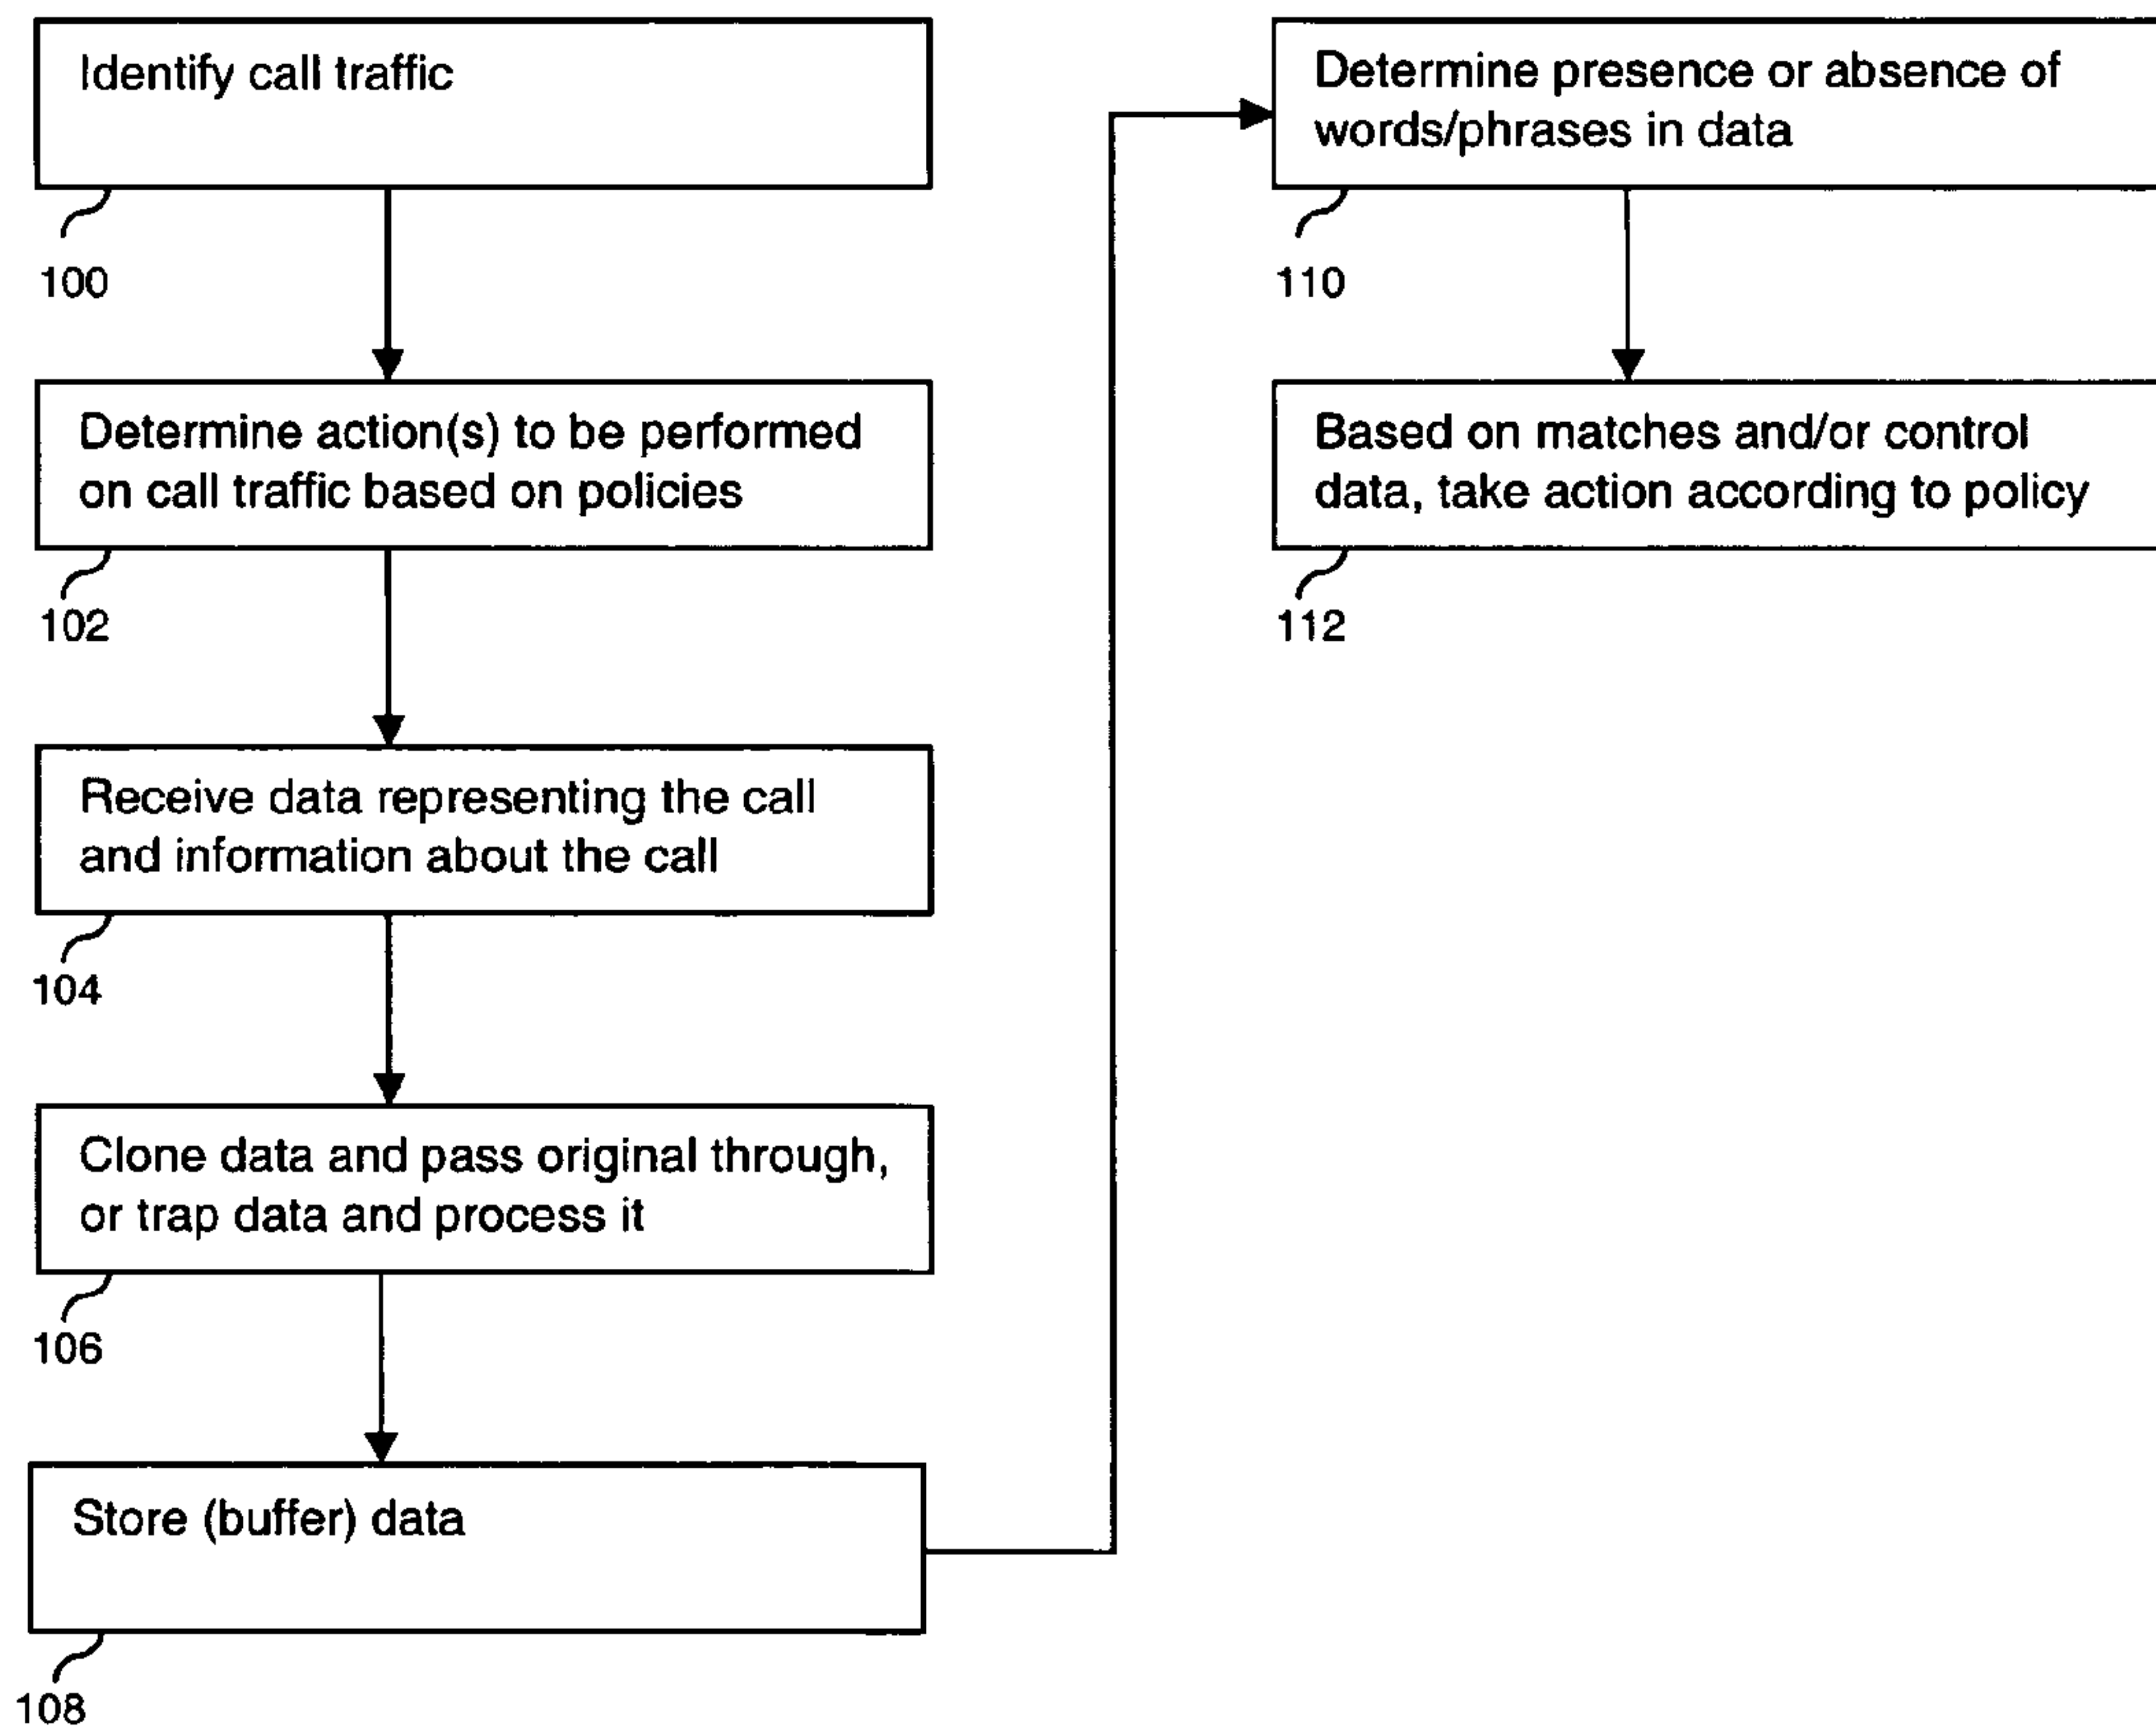 Identify call traffic
100
Determine action(s) to be performed
on call traffic based on policies
102
Receive data representing the call
and information about the call
104
Clone data and pass original through,
or trap data and process it
106
Store (buffer) data
108
Determine presence or absence of
words/phrases in data
110
Based on matches and/or control
data, take action according to policy
112